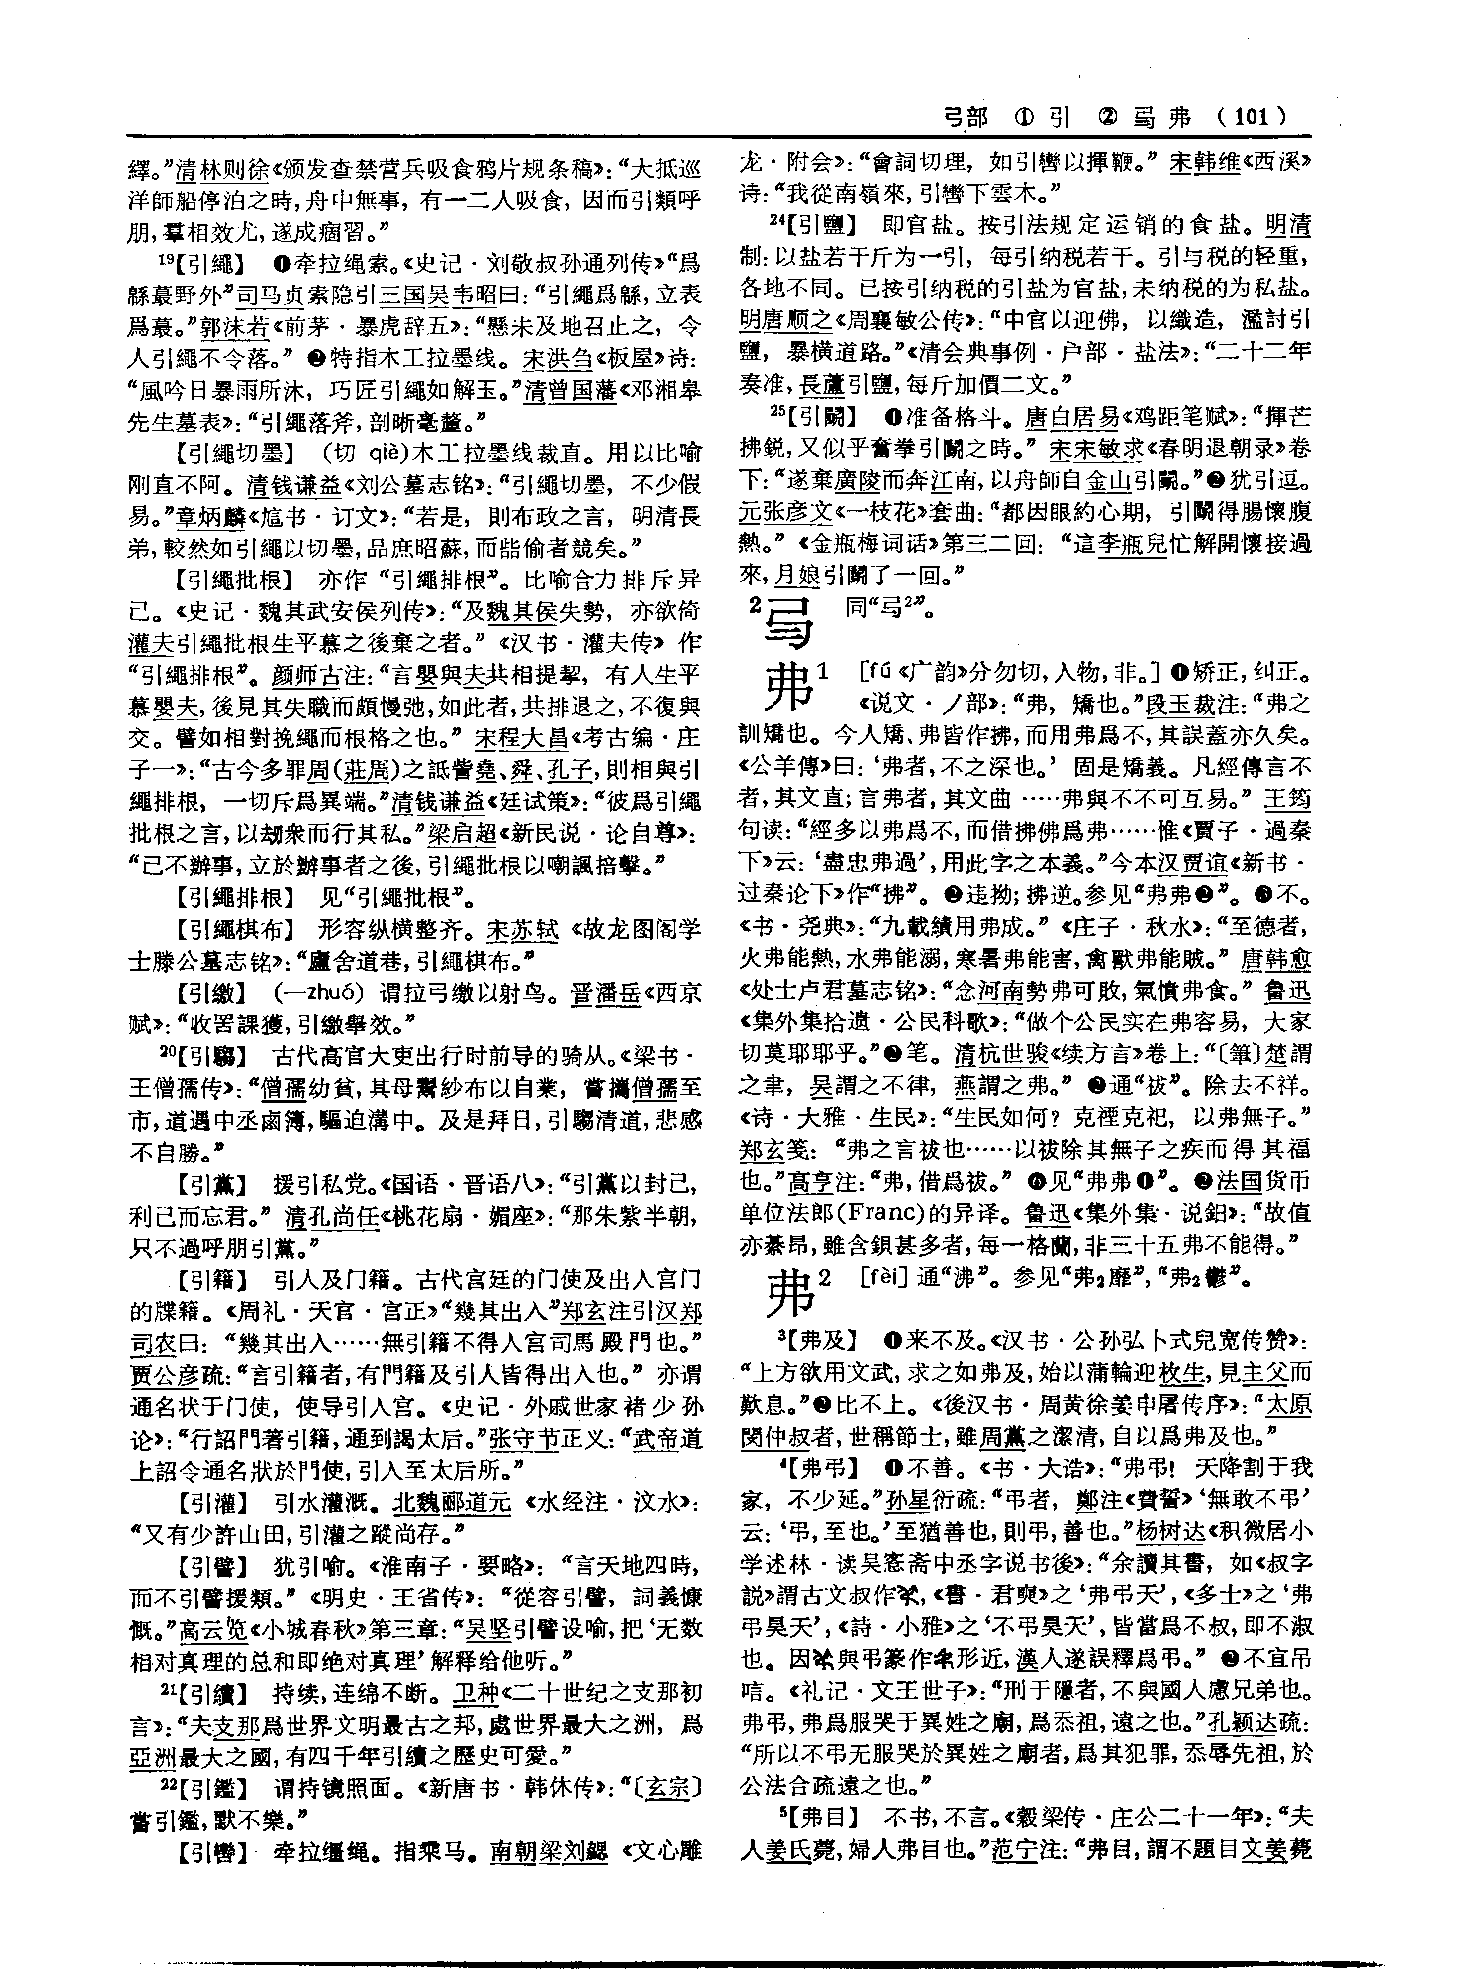 弓部 ①引 ②弓弗 (101)
繹。”清林则徐《颁发查禁营兵吸食鸦片规条稿》：“大抵巡
洋師船停泊之時，舟中無事，有一二人吸食，因而引類呼
朋，羣相效尤，遂成痼習。”
19【引繩】 ❶牵拉绳索。《史记·刘敬叔孙通列传》“爲
緜蕞野外”司马贞索隐引三国吴韦昭曰：“引繩爲緜，立表
爲蕞。”郭沫若《前茅·暴虎辞五》：“懸未及地召止之，令
人引繩不令落。”❷特指木工拉墨线。宋洪刍《板屋》诗：
“風吟日暴雨所沐，巧匠引繩如解玉。”清曾国藩《邓湘皋
先生墓表》：“引繩落斧，剖晰毫釐。”
【引繩切墨】 (切 qiè)木工拉墨线裁直。用以比喻
刚直不阿。清钱谦益《刘公墓志铭》：“引繩切墨，不少假
易。”章炳麟《訄书·订文》：“若是，則布政之言，明清長
弟，較然如引繩以切墨，品庶昭蘇，而呰偷者競矣。”
【引繩批根】 亦作“引繩排根”。比喻合力排斥异
己。《史记·魏其武安侯列传》：“及魏其侯失勢，亦欲倚
灌夫引繩批根生平慕之後棄之者。”《汉书·灌夫传》作
“引繩排根”。颜师古注：“言嬰與夫共相提挈，有人生平
慕嬰夫，後見其失職而頗慢弛，如此者，共排退之，不復與
交。譬如相對挽繩而根格之也。”宋程大昌《考古编·庄
子一》：“古今多罪周(莊周)之詆訾堯、舜、孔子，則相與引
繩排根，一切斥爲異端。”清钱谦益《廷试策》：“彼爲引繩
批根之言，以刼衆而行其私。”梁启超《新民说·论自尊》：
“己不辦事，立於辦事者之後，引繩批根以嘲諷掊擊。”
【引繩排根】 见“引繩批根”。
【引繩棋布】 形容纵横整齐。宋苏轼《故龙图阁学
士滕公墓志铭》：“廬舍道巷，引繩棋布。”
【引缴】 (—zhuó) 谓拉弓缴以射鸟。晋潘岳《西京
赋》：“收罟課獲，引繳舉效。”
20【引騶】 古代高官大吏出行时前导的骑从。《梁书·
王僧孺传》：“僧孺幼貧，其母鬻紗布以自業，嘗攜僧孺至
市，道遇中丞鹵簿，驅迫溝中。及是拜日，引騶清道，悲感
不自勝。”
【引黨】 援引私党。《国语·晋语八》：“引黨以封己，
利己而忘君。”清孔尚任《桃花扇·媚座》：“那朱紫半朝，
只不過呼朋引黨。”
【引籍】 引人及门籍。古代宫廷的门使及出入宫门
的牒籍。《周礼·天官·宫正》“幾其出入”郑玄注引汉郑
司农曰：“幾其出入……無引籍不得入宫司馬殿門也。”
贾公彦疏：“言引籍者，有門籍及引人皆得出入也。”亦谓
通名状于门使，使导引入宫。《史记·外戚世家褚少孙
论》：“行詔門著引籍，通到謁太后。”张守节正义：“武帝道
上詔令通名狀於門使，引入至太后所。”
【引灌】 引水灌溉。北魏郦道元《水经注·汶水》：
“又有少許山田，引灌之蹤尚存。”
【引譬】 犹引喻。《淮南子·要略》：“言天地四時，
而不引譬援類。”《明史·王省传》：“從容引譬，詞義慷
慨。”高云览《小城春秋》第三章：“吴坚引譬设喻，把‘无数
相对真理的总和即绝对真理’解释给他听。”
21【引續】 持续，连绵不断。卫种《二十世纪之支那初
言》：“夫支那爲世界文明最古之邦，處世界最大之洲，爲
亞洲最大之國，有四千年引續之歷史可愛。”
22【引鑑】 谓持镜照面。《新唐书·韩休传》：“〔玄宗〕
嘗引鑑，默不樂。”
【引轡】 牵拉缰绳。指乘马。南朝梁刘勰《文心雕
龙·附会》：“會詞切理，如引轡以揮鞭。”宋韩维《西溪》
诗：“我從南嶺來，引轡下雲木。”
24【引鹽】 即官盐。按引法规定运销的食盐。明清
制：以盐若干斤为一引，每引纳税若干。引与税的轻重，
各地不同。已按引纳税的引盐为官盐，未纳税的为私盐。
明唐顺之《周襄敏公传》：“中官以迎佛，以織造，濫討引
鹽，暴横道路。”《清会典事例·户部·盐法》：“二十二年
奏准，長蘆引鹽，每斤加價二文。”
25【引鬭】 ❶准备格斗。唐白居易《鸡距笔赋》：“揮芒
拂鋭，又似乎奮拳引鬭之時。”宋宋敏求《春明退朝录》卷
下：“遂棄廣陵而奔江南，以舟師自金山引鬭。”❷犹引逗。
元张彦文《一枝花》套曲：“都因眼約心期，引鬭得腸懷腹
熱。”《金瓶梅词话》第三二回：“這李瓶兒忙解開懷接過
來，月娘引鬭了一回。”
同“弓2”。
弗1 [fú《广韵》分勿切，入物，非。]❶矫正，纠正。
《说文·丿部》：“弗，矯也。”段玉裁注：“弗之
訓矯也。今人矯、弗皆作拂，而用弗爲不，其誤蓋亦久矣。
《公羊傳》曰：‘弗者，不之深也。’固是矯義。凡經傳言不
者，其文直；言弗者，其文曲……弗與不不可互易。”王筠
句读：“經多以弗爲不，而借拂佛爲弗……惟《賈子·過秦
下》云：‘盡忠弗過’，用此字之本義。”今本汉贾谊《新书·
过秦论下》作“拂”。❷违拗；拂逆。参见“弗弗❷”。❸不。
《书·尧典》：“九載績用弗成。”《庄子·秋水》：“至德者，
火弗能熱，水弗能溺，寒暑弗能害，禽獸弗能賊。”唐韩愈
《处士卢君墓志铭》：“念河南勢弗可敗，氣憤弗食。”鲁迅
《集外集拾遗·公民科歌》：“做个公民实在弗容易，大家
切莫耶耶乎。”❹笔。清杭世骏《续方言》卷上：“〔筆〕楚謂
之聿，吴謂之不律，燕謂之弗。”❺通“祓”。除去不祥。
《诗·大雅·生民》：“生民如何？克禋克祀，以弗無子。”
郑玄笺：“弗之言祓也……以祓除其無子之疾而得其福
也。”高亨注：“弗，借爲祓。”❻见“弗弗❶”。❼法国货币
单位法郎(Franc)的异译。鲁迅《集外集·说鈤》：“故值
亦綦昂，雖含鋇甚多者，每一格蘭，非三十五弗不能得。”
弗2 [fèi]通“沸”。参见“弗2靡”，“弗2鬱”。
3【弗及】 ❶来不及。《汉书·公孙弘卜式兒宽传赞》：
“上方欲用文武，求之如弗及，始以蒲輪迎枚生，見主父而
歎息。”❷比不上。《後汉书·周黄徐姜申屠传序》：“太原
閔仲叔者，世稱節士，雖周黨之潔清，自以爲弗及也。”
4【弗弔】 ❶不善。《书·大诰》：“弗弔！天降割于我
家，不少延。”孙星衍疏：“弔者，鄭注《費誓》‘無敢不弔’
云：‘弔，至也。’至猶善也，則弔，善也。”杨树达《积微居小
学述林·读吴愙斋中丞字说书後》：“余讀其書，如《叔字
説》謂古文叔作，《書·君奭》之‘弗弔天’，《多士》之‘弗
弔昊天’，《詩·小雅》之‘不弔昊天’，皆當爲不叔，即不淑
也。因與弔篆作形近，漢人遂誤釋爲弔。”❷不宜吊
唁。《礼记·文王世子》：“刑于隱者，不與國人慮兄弟也。
弗弔，弗爲服哭于異姓之廟，爲忝祖，遠之也。”孔颖达疏：
“所以不弔无服哭於異姓之廟者，爲其犯罪，忝辱先祖，於
公法合疏遠之也。”
5【弗目】 不书，不言。《穀梁传·庄公二十一年》：“夫
人姜氏薨，婦人弗目也。”范宁注：“弗目，謂不題目文姜薨